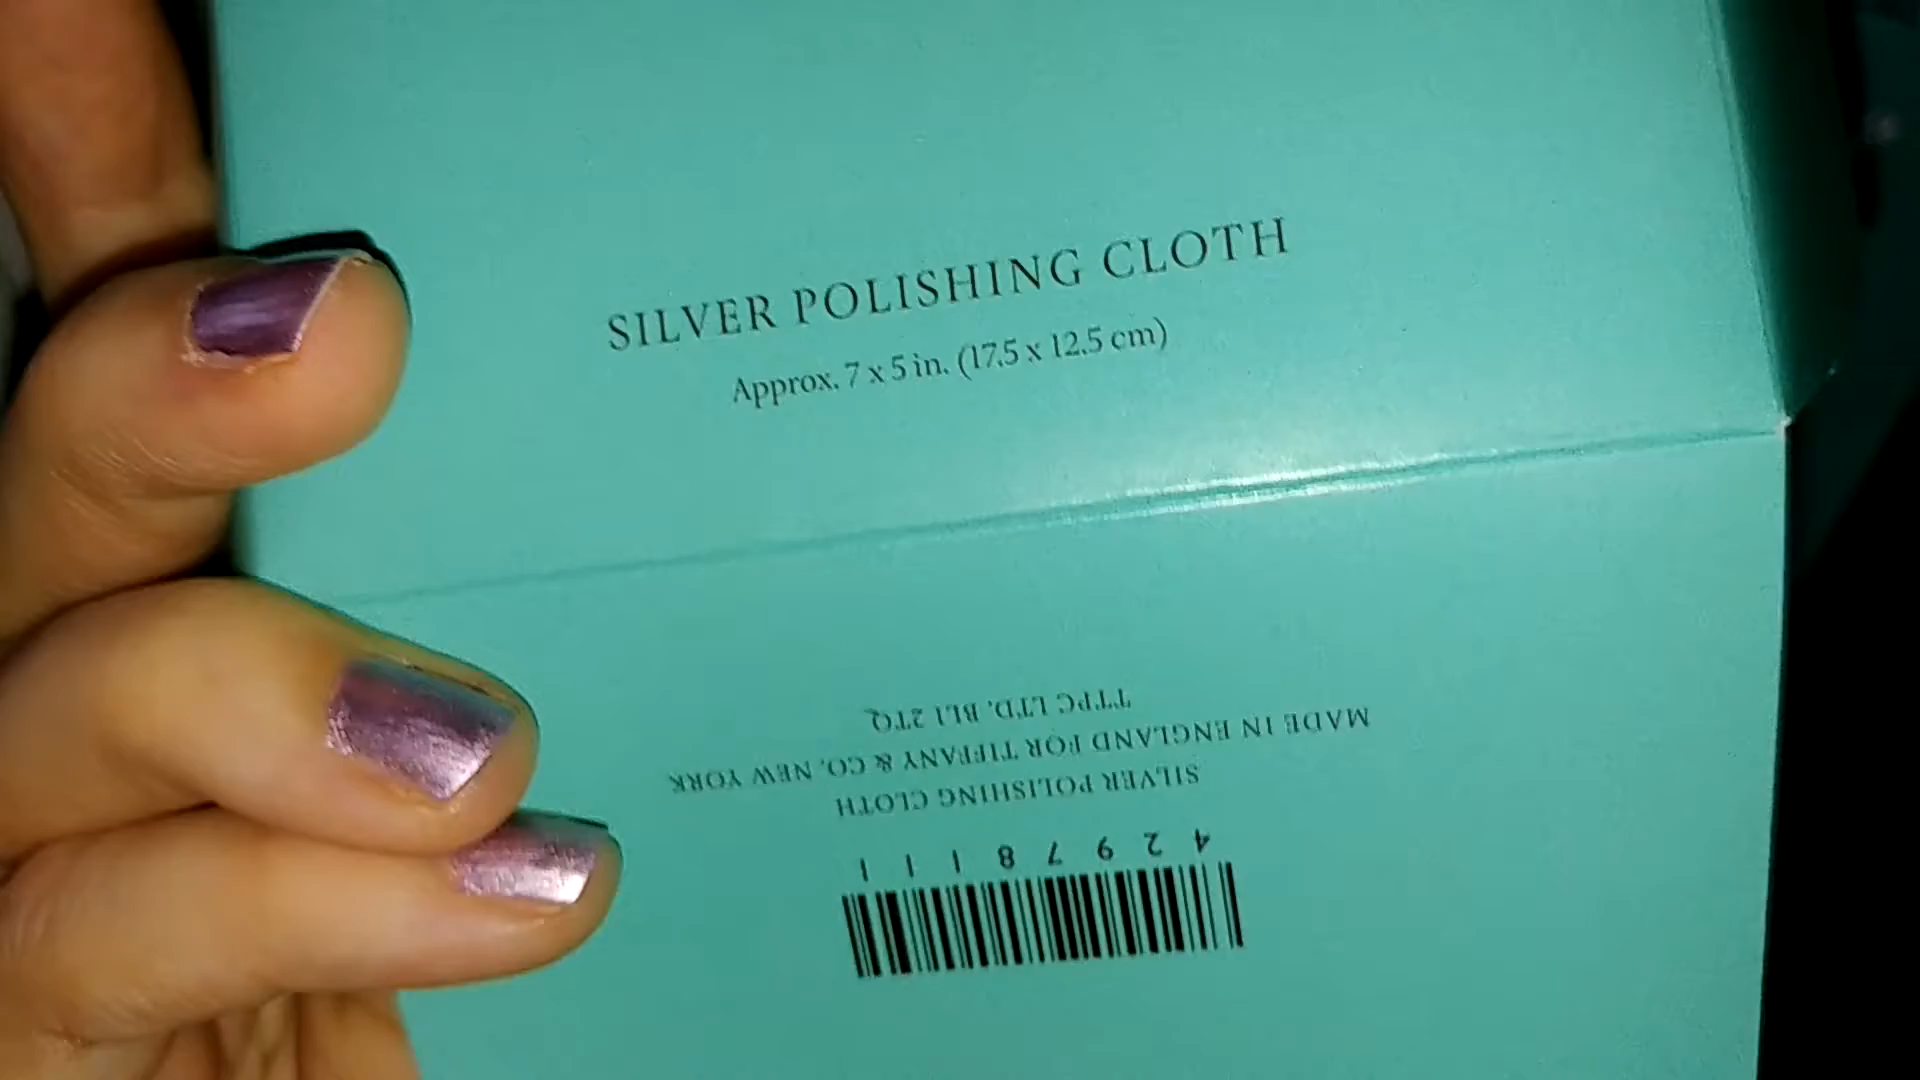 SILVER POLISHING CLOTH
Approx. 7 x 5 in. (17.5 x 12.5 cm)
4 2 9 7 8 1 1 1
SILVER POLISHING CLOTH
MADE IN ENGLAND FOR TIFFANY & CO. NEW YORK
TTPC LTD. BL1 2TQ